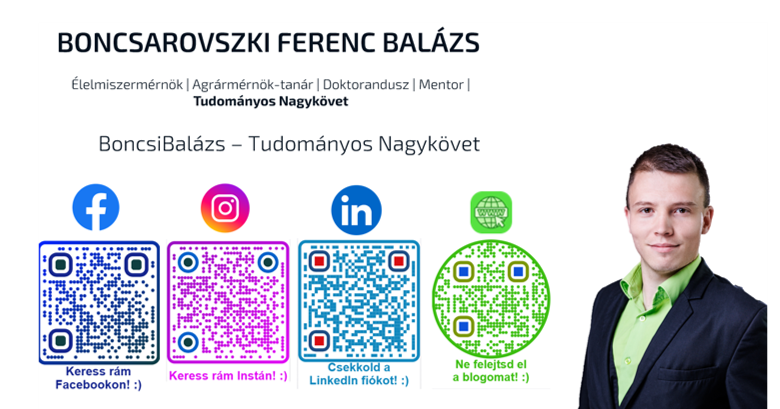 BONCSAROVSZKI FERENC BALÁZS
Élelmiszermérnök | Agrármérnök-tanár | Doktorandusz | Mentor |
Tudományos Nagykövet
BoncsiBalázs – Tudományos Nagykövet
Keress rám
Facebookon! :)
Keress rám Instán! :)
Csekkold a
LinkedIn fiókot! :)
Ne felejtsd el
a blogomat! :)